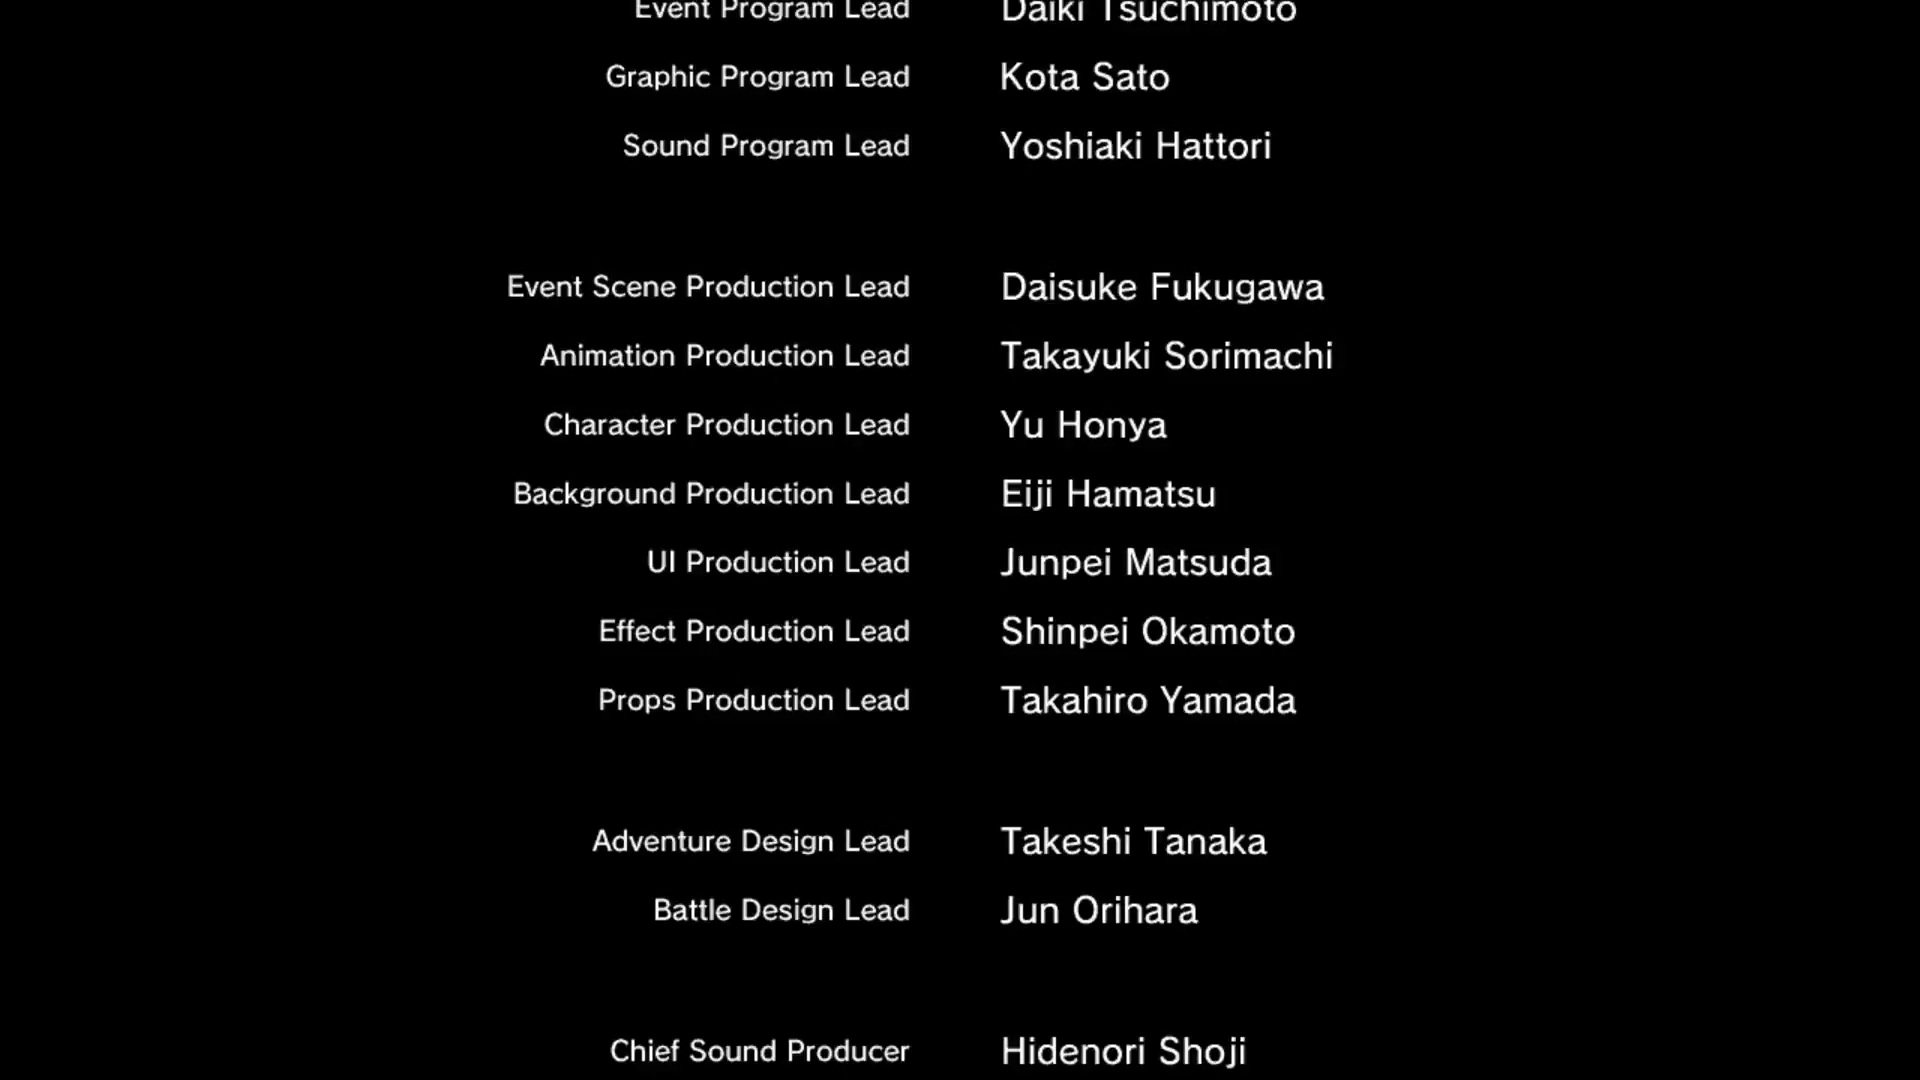 Event Program Lead Daiki Tsuchimoto
Graphic Program Lead Kota Sato
Sound Program Lead Yoshiaki Hattori
Event Scene Production Lead Daisuke Fukugawa
Animation Production Lead Takayuki Sorimachi
Character Production Lead Yu Honya
Background Production Lead Eiji Hamatsu
UI Production Lead Junpei Matsuda
Effect Production Lead Shinpei Okamoto
Props Production Lead Takahiro Yamada
Adventure Design Lead Takeshi Tanaka
Battle Design Lead Jun Orihara
Chief Sound Producer Hidenori Shoji